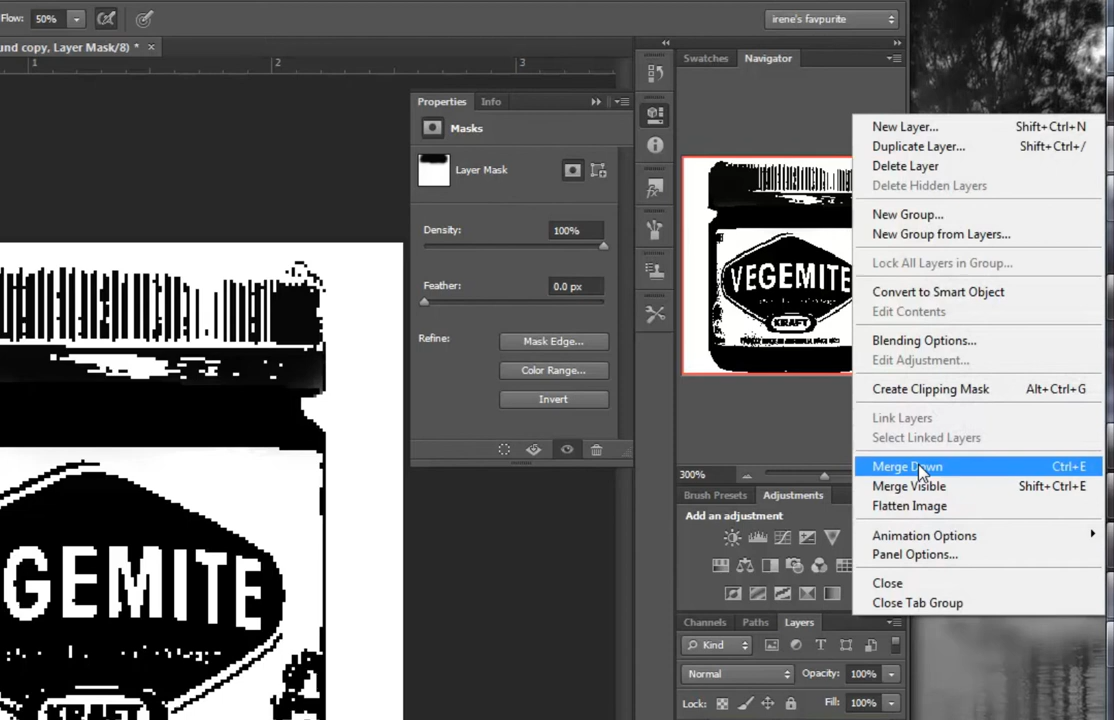 Flow: 50%
irene's favpurite
und copy, Layer Mask/8) * ×
1 2 3
Properties Info
Masks
Layer Mask
Density: 100%
Feather: 0.0 px
Refine: Mask Edge...
Color Range...
Invert
Swatches Navigator
VEGEMITE
KRAFT
300%
Brush Presets Adjustments
Add an adjustment
Channels Paths Layers
Kind
Normal Opacity: 100%
Lock: Fill: 100%
New Layer... Shift+Ctrl+N
Duplicate Layer... Shift+Ctrl+/
Delete Layer
Delete Hidden Layers
New Group...
New Group from Layers...
Lock All Layers in Group...
Convert to Smart Object
Edit Contents
Blending Options...
Edit Adjustment...
Create Clipping Mask Alt+Ctrl+G
Link Layers
Select Linked Layers
Merge Down Ctrl+E
Merge Visible Shift+Ctrl+E
Flatten Image
Animation Options
Panel Options...
Close
Close Tab Group
GEMITE
KRAFT